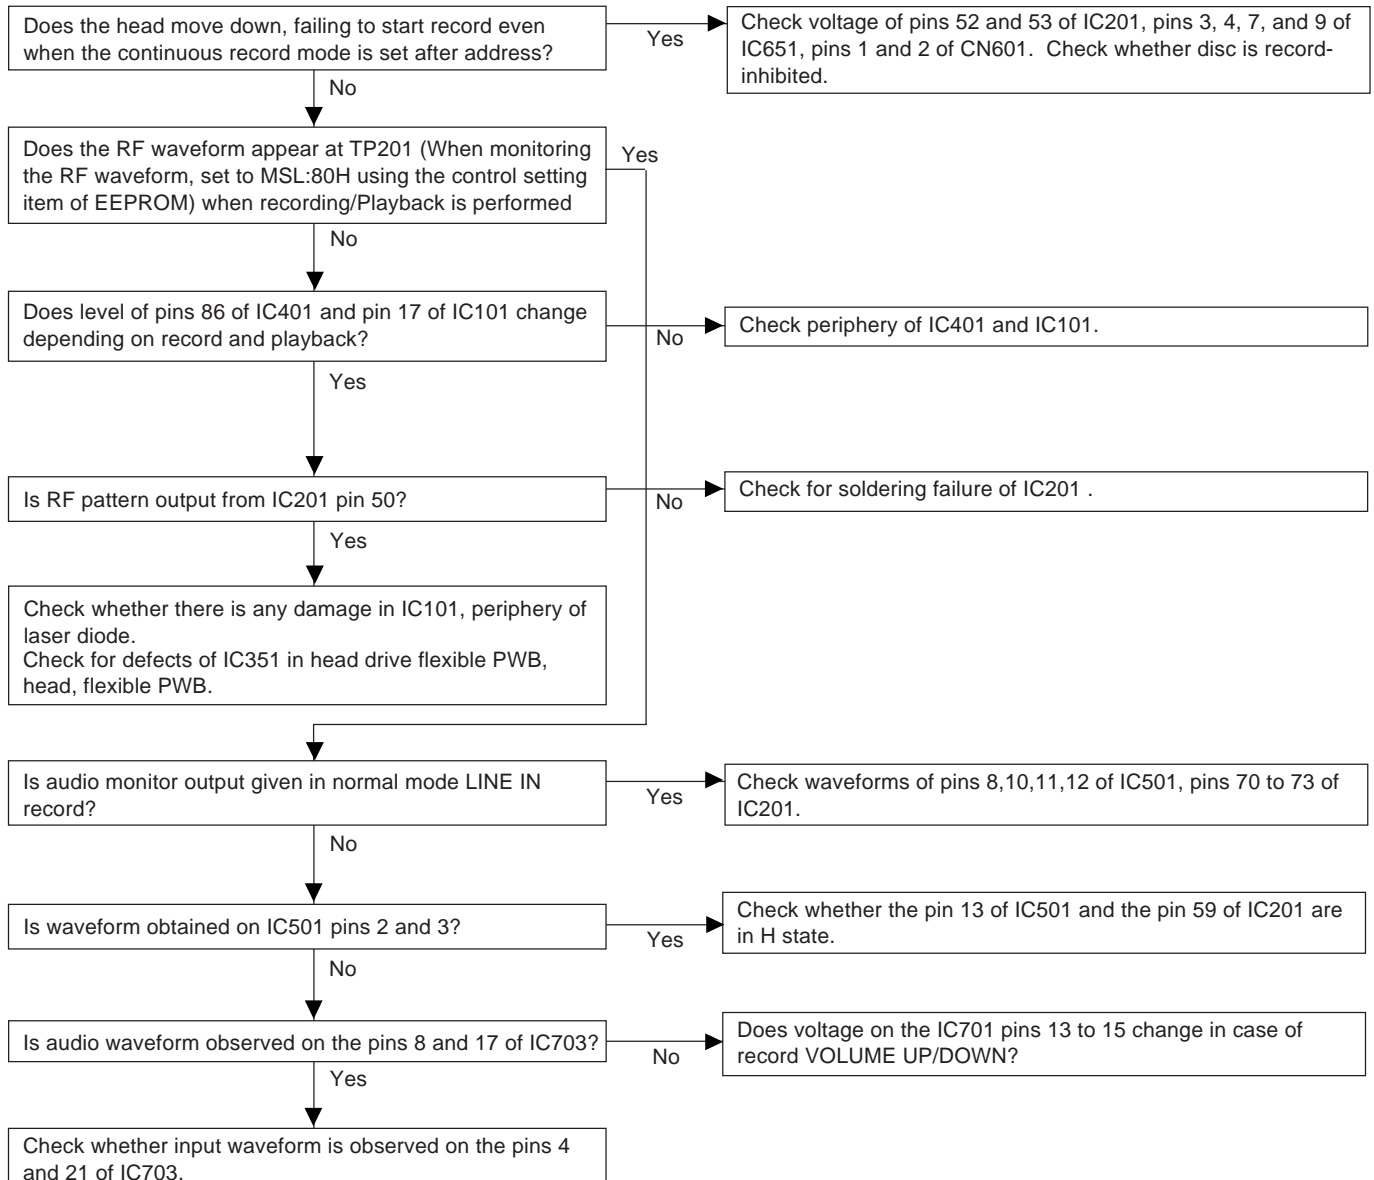 Does the head move down, failing to start record even
when the continuous record mode is set after address?
Yes
Check voltage of pins 52 and 53 of IC201, pins 3, 4, 7, and 9 of
IC651, pins 1 and 2 of CN601.  Check whether disc is record-
inhibited.
No
Does the RF waveform appear at TP201 (When monitoring
the RF waveform, set to MSL:80H using the control setting
item of EEPROM) when recording/Playback is performed
Yes
No
Does level of pins 86 of IC401 and pin 17 of IC101 change
depending on record and playback?
No
Check periphery of IC401 and IC101.
Yes
Is RF pattern output from IC201 pin 50?
No
Check for soldering failure of IC201 .
Yes
Check whether there is any damage in IC101, periphery of
laser diode.
Check for defects of IC351 in head drive flexible PWB,
head, flexible PWB.
Is audio monitor output given in normal mode LINE IN
record?
Yes
Check waveforms of pins 8,10,11,12 of IC501, pins 70 to 73 of
IC201.
No
Is waveform obtained on IC501 pins 2 and 3?
Yes
Check whether the pin 13 of IC501 and the pin 59 of IC201 are
in H state.
No
Is audio waveform observed on the pins 8 and 17 of IC703?
No
Does voltage on the IC701 pins 13 to 15 change in case of
record VOLUME UP/DOWN?
Yes
Check whether input waveform is observed on the pins 4
and 21 of IC703.